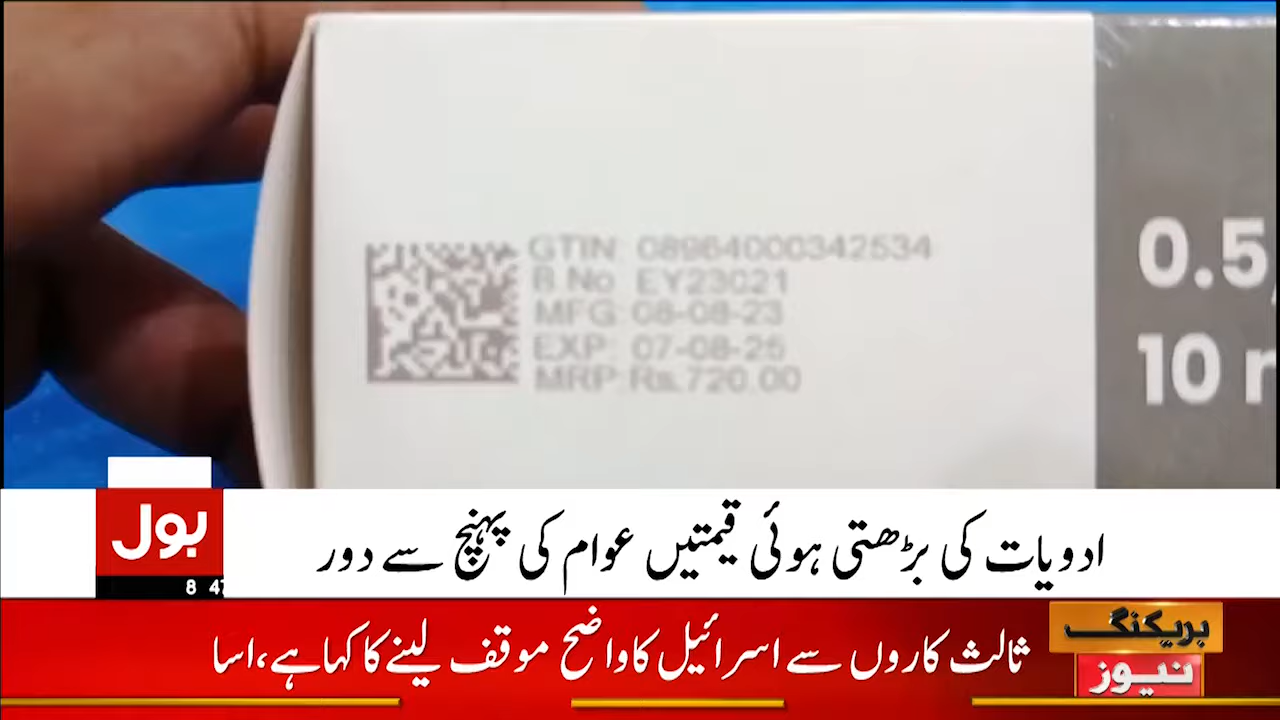 GTIN: 08964000342534
B.No EY23021
MFG: 08-08-23
EXP: 07-08-25
MRP:Rs.720.00
0.5
10
ادویات کی بڑھتی ہوئی قیمتیں عوام کی پہنچ سے دور
بول
8 47
بریکنگ
نیوز
ثالث کاروں سے اسرائیل کا واضح موقف لینے کا کہا ہے،اسا